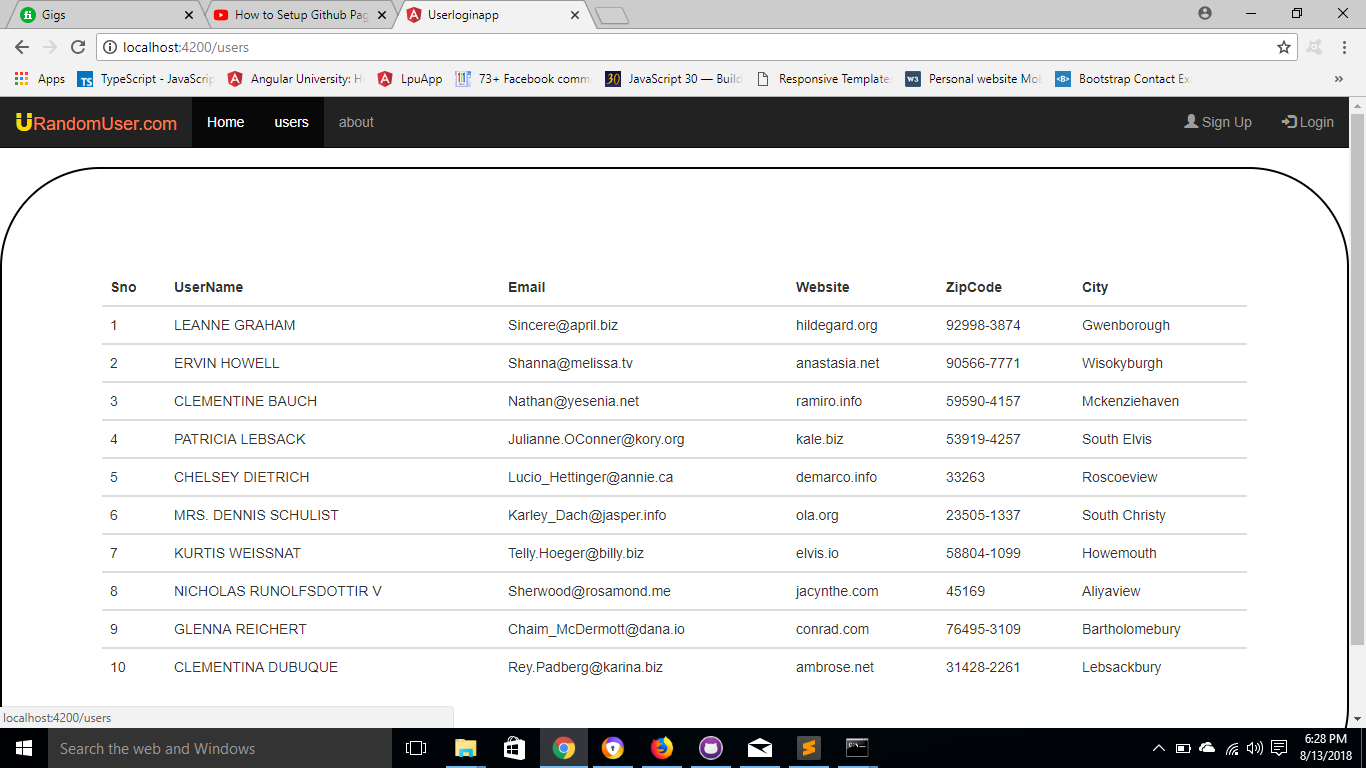 Gigs
How to Setup Github Pag
Userloginapp
localhost:4200/users
Apps
TS TypeScript - JavaScrip
Angular University: H
LpuApp
73+ Facebook comm
30 JavaScript 30 — Build
Responsive Template
W3 Personal website Mo
Bootstrap Contact Ex
»
URandomUser.com Home users about Sign Up Login
Sno UserName Email Website ZipCode City
1 LEANNE GRAHAM Sincere@april.biz hildegard.org 92998-3874 Gwenborough
2 ERVIN HOWELL Shanna@melissa.tv anastasia.net 90566-7771 Wisokyburgh
3 CLEMENTINE BAUCH Nathan@yesenia.net ramiro.info 59590-4157 Mckenziehaven
4 PATRICIA LEBSACK Julianne.OConner@kory.org kale.biz 53919-4257 South Elvis
5 CHELSEY DIETRICH Lucio_Hettinger@annie.ca demarco.info 33263 Roscoeview
6 MRS. DENNIS SCHULIST Karley_Dach@jasper.info ola.org 23505-1337 South Christy
7 KURTIS WEISSNAT Telly.Hoeger@billy.biz elvis.io 58804-1099 Howemouth
8 NICHOLAS RUNOLFSDOTTIR V Sherwood@rosamond.me jacynthe.com 45169 Aliyaview
9 GLENNA REICHERT Chaim_McDermott@dana.io conrad.com 76495-3109 Bartholomebury
10 CLEMENTINA DUBUQUE Rey.Padberg@karina.biz ambrose.net 31428-2261 Lebsackbury
localhost:4200/users
Search the web and Windows
6:28 PM
8/13/2018